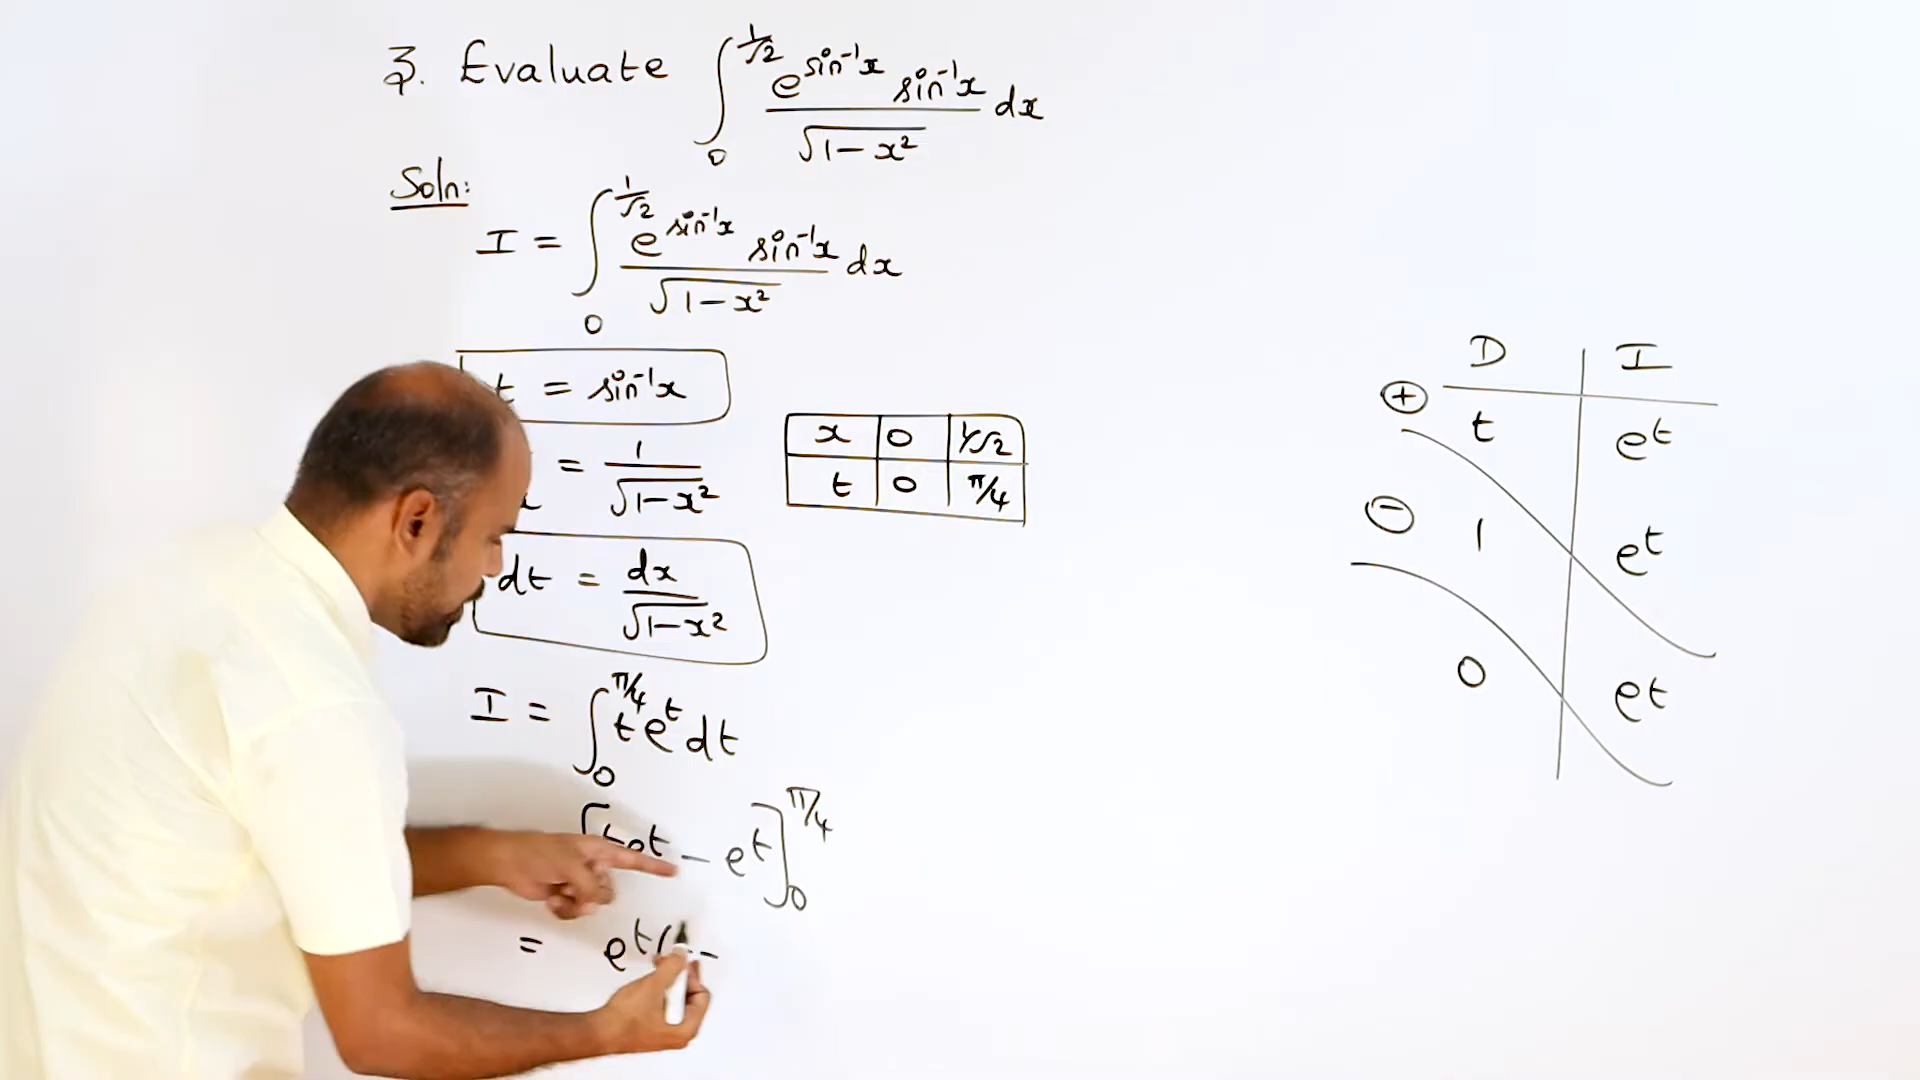 3. Evaluate ∫₀^(1/√2) e^(sin⁻¹x) sin⁻¹x / √(1-x²) dx
Soln:
I = ∫₀^(1/√2) e^(sin⁻¹x) sin⁻¹x / √(1-x²) dx
t = sin⁻¹x
= 1/√(1-x²)
x | 0 | 1/√2
t | 0 | π/4
dt = dx/√(1-x²)
I = ∫₀^(π/4) t e^t dt
[t e^t - e^t]₀^(π/4)
= e^t(
D | I
⊕ t | e^t
⊖ 1 | e^t
0 | e^t